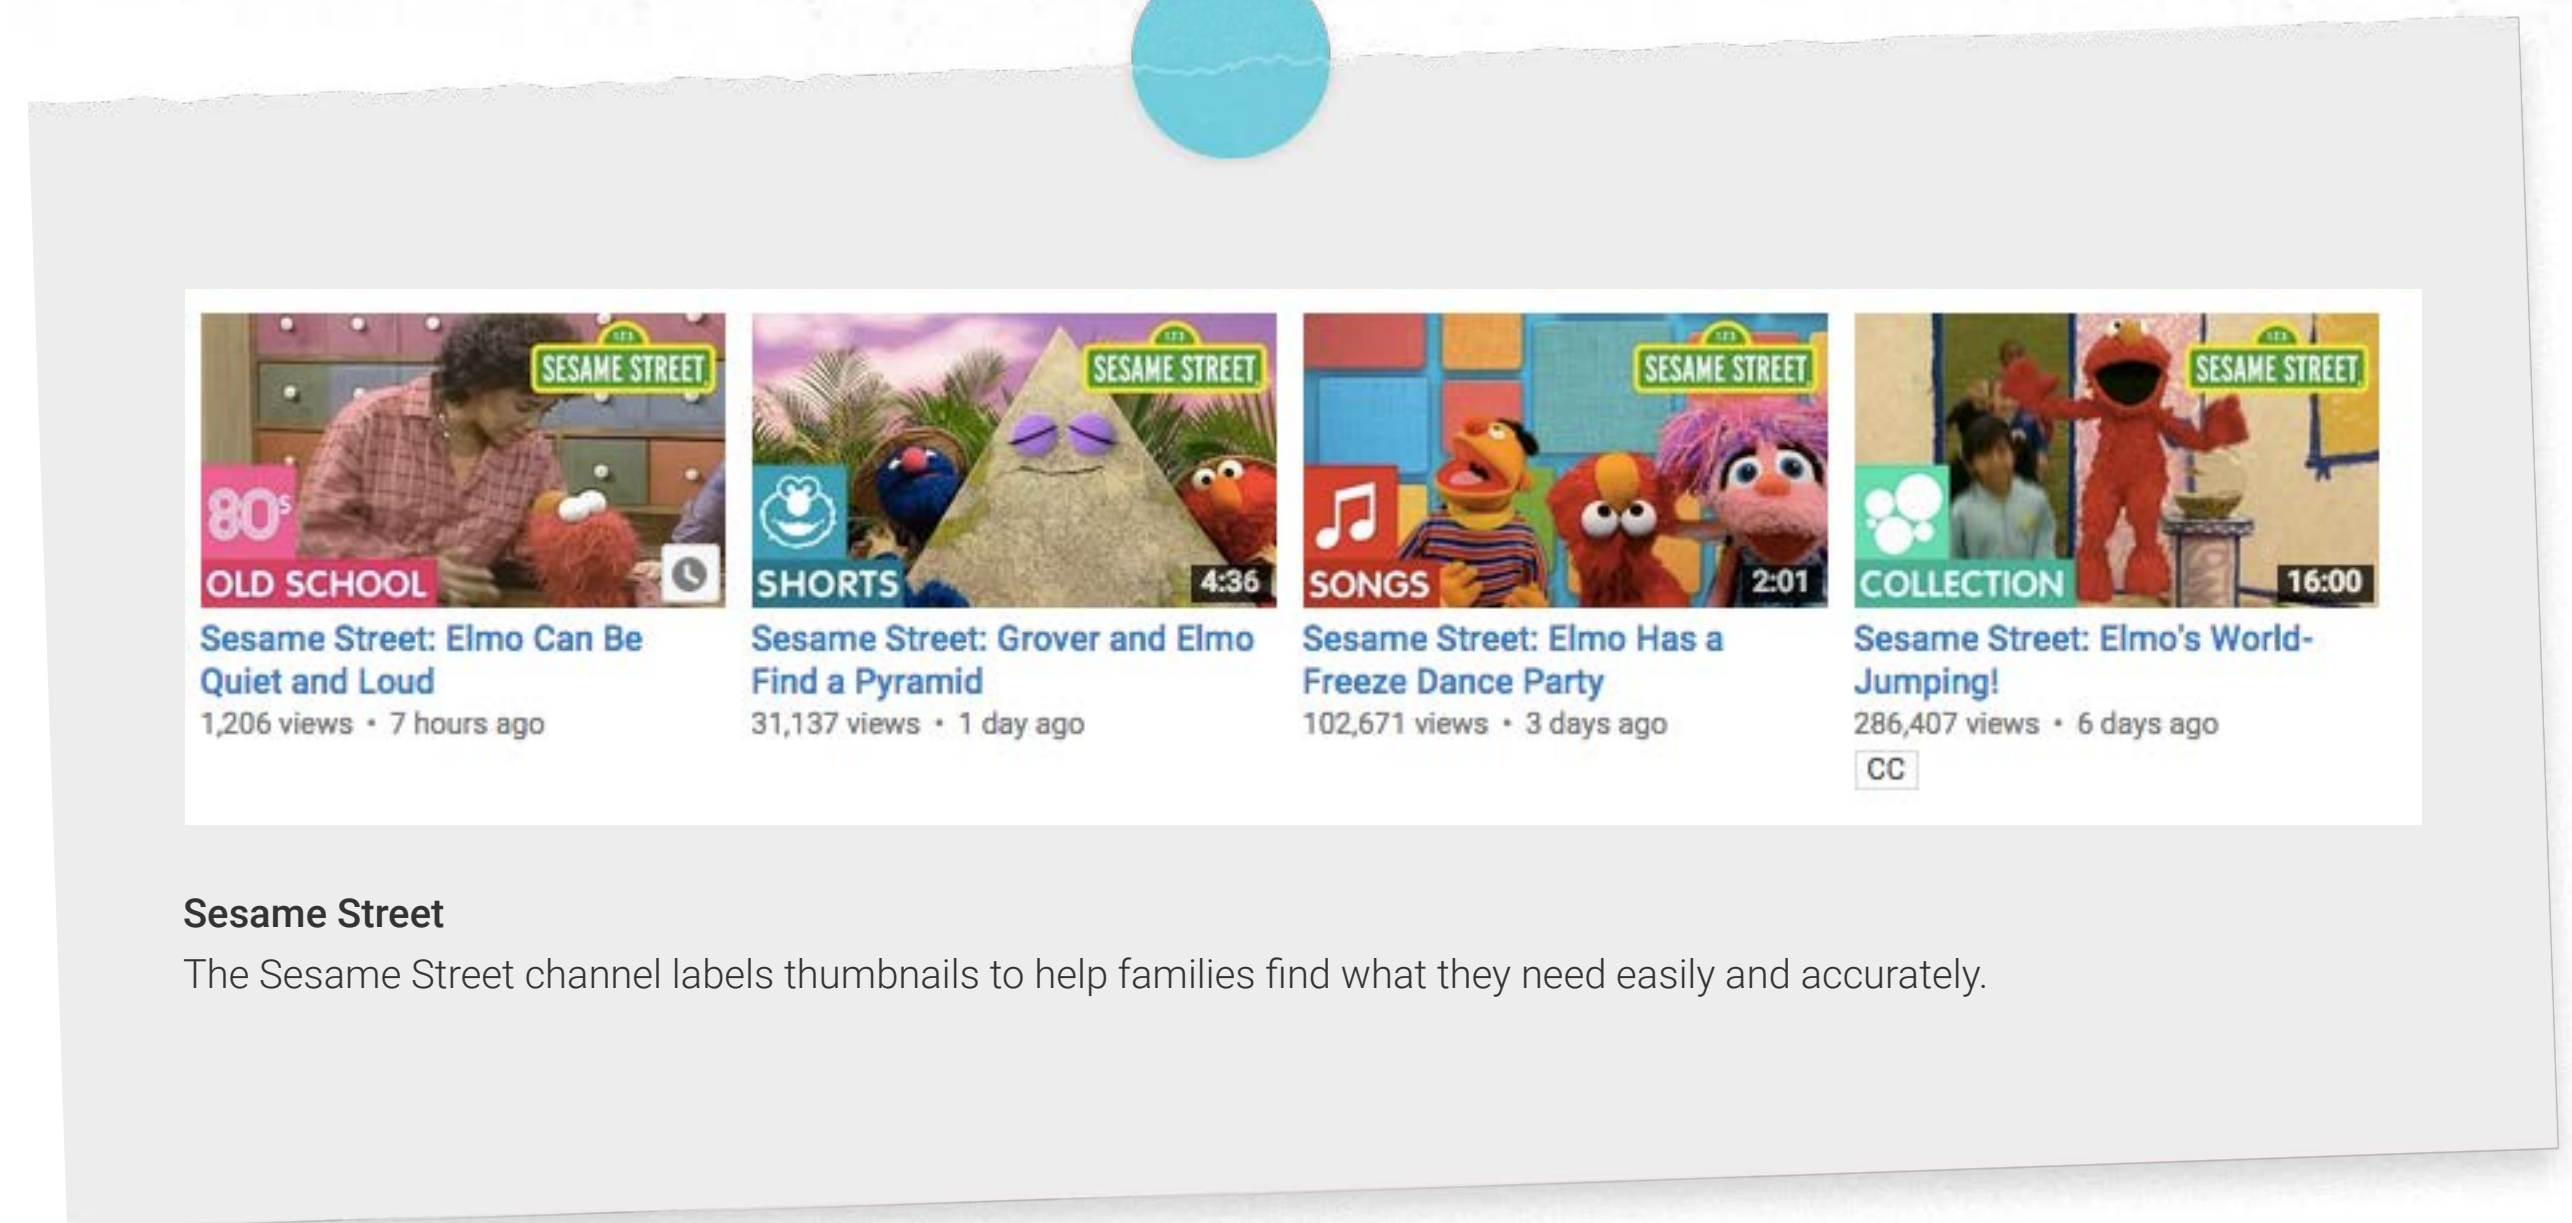 123
SESAME STREET
80s
OLD SCHOOL
Sesame Street: Elmo Can Be
Quiet and Loud
1,206 views • 7 hours ago
123
SESAME STREET
SHORTS
4:36
Sesame Street: Grover and Elmo
Find a Pyramid
31,137 views • 1 day ago
123
SESAME STREET
SONGS
2:01
Sesame Street: Elmo Has a
Freeze Dance Party
102,671 views • 3 days ago
123
SESAME STREET
COLLECTION
16:00
Sesame Street: Elmo's World-
Jumping!
286,407 views • 6 days ago
CC
Sesame Street
The Sesame Street channel labels thumbnails to help families find what they need easily and accurately.